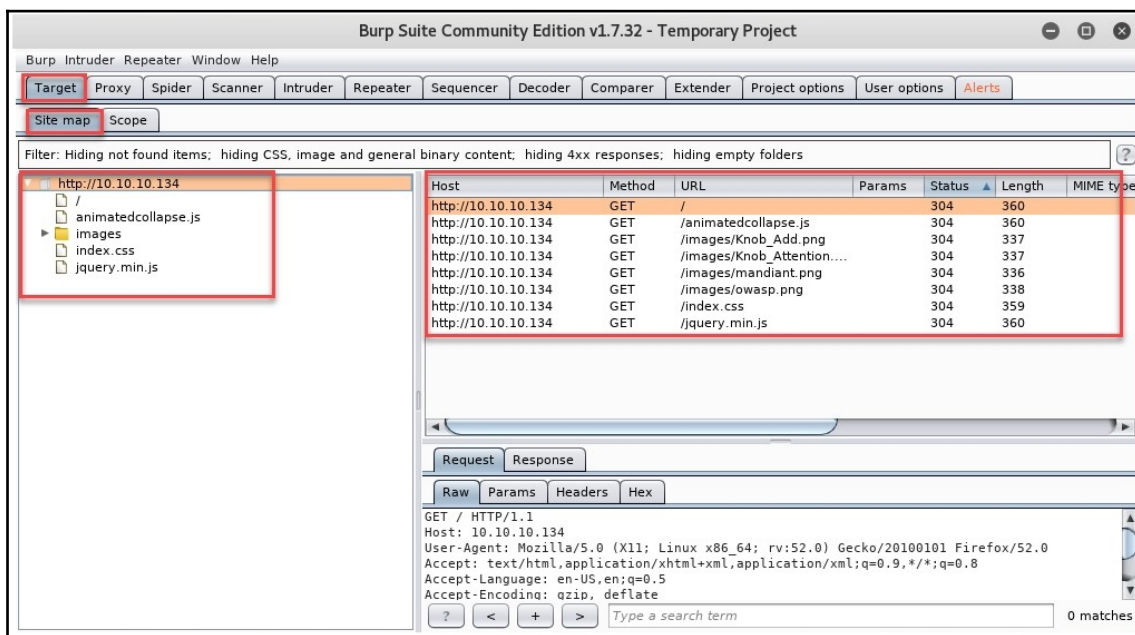 Burp Suite Community Edition v1.7.32 - Temporary Project
Burp Intruder Repeater Window Help
Target Proxy Spider Scanner Intruder Repeater Sequencer Decoder Comparer Extender Project options User options Alerts
Site map Scope
Filter: Hiding not found items; hiding CSS, image and general binary content; hiding 4xx responses; hiding empty folders ?
http://10.10.10.134
/
animatedcollapse.js
images
index.css
jquery.min.js
Host Method URL Params Status Length MIME type
http://10.10.10.134 GET / 304 360
http://10.10.10.134 GET /animatedcollapse.js 304 360
http://10.10.10.134 GET /images/Knob_Add.png 304 337
http://10.10.10.134 GET /images/Knob_Attention.... 304 337
http://10.10.10.134 GET /images/mandiant.png 304 336
http://10.10.10.134 GET /images/owasp.png 304 338
http://10.10.10.134 GET /index.css 304 359
http://10.10.10.134 GET /jquery.min.js 304 360
Request Response
Raw Params Headers Hex
GET / HTTP/1.1
Host: 10.10.10.134
User-Agent: Mozilla/5.0 (X11; Linux x86_64; rv:52.0) Gecko/20100101 Firefox/52.0
Accept: text/html,application/xhtml+xml,application/xml;q=0.9,*/*;q=0.8
Accept-Language: en-US,en;q=0.5
Accept-Encoding: gzip, deflate
? < + > Type a search term 0 matches